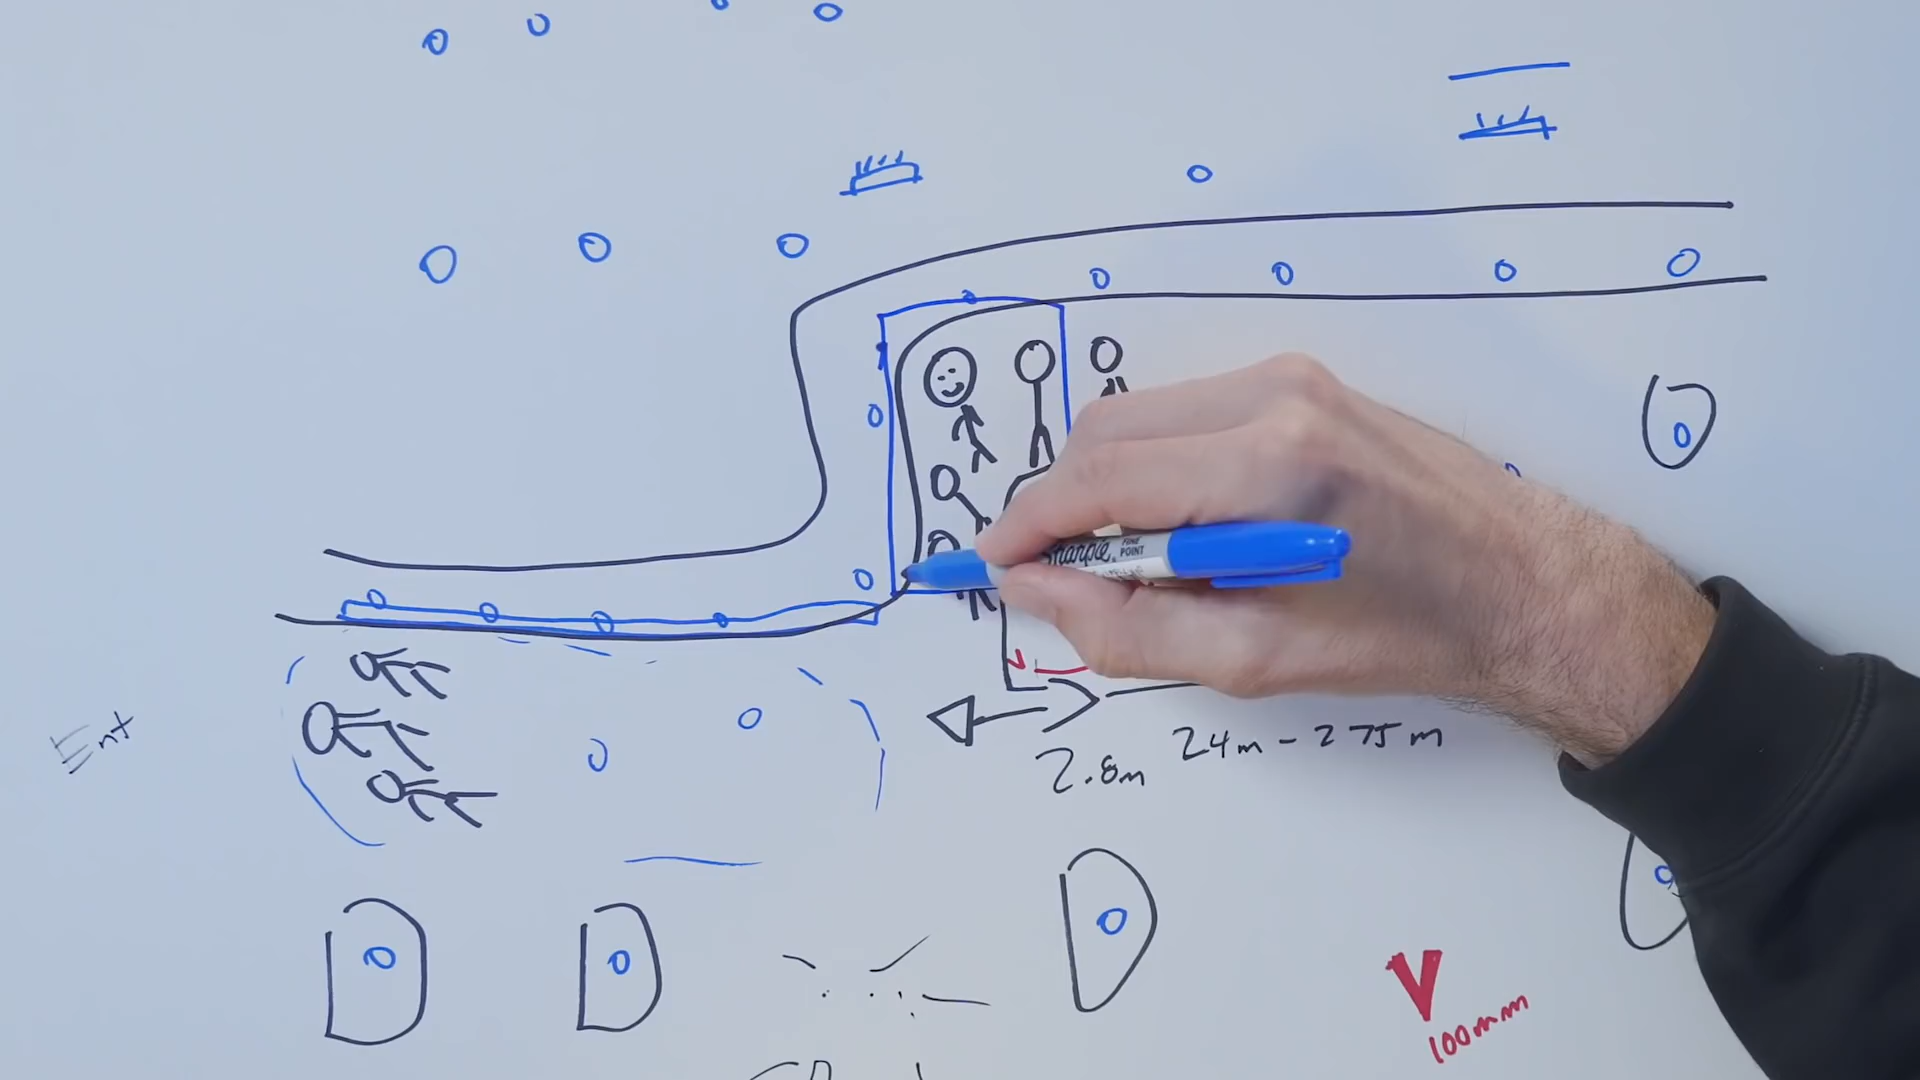 Sharpie
FINE
POINT
Ent
2.8m
24m - 275m
V
100mm